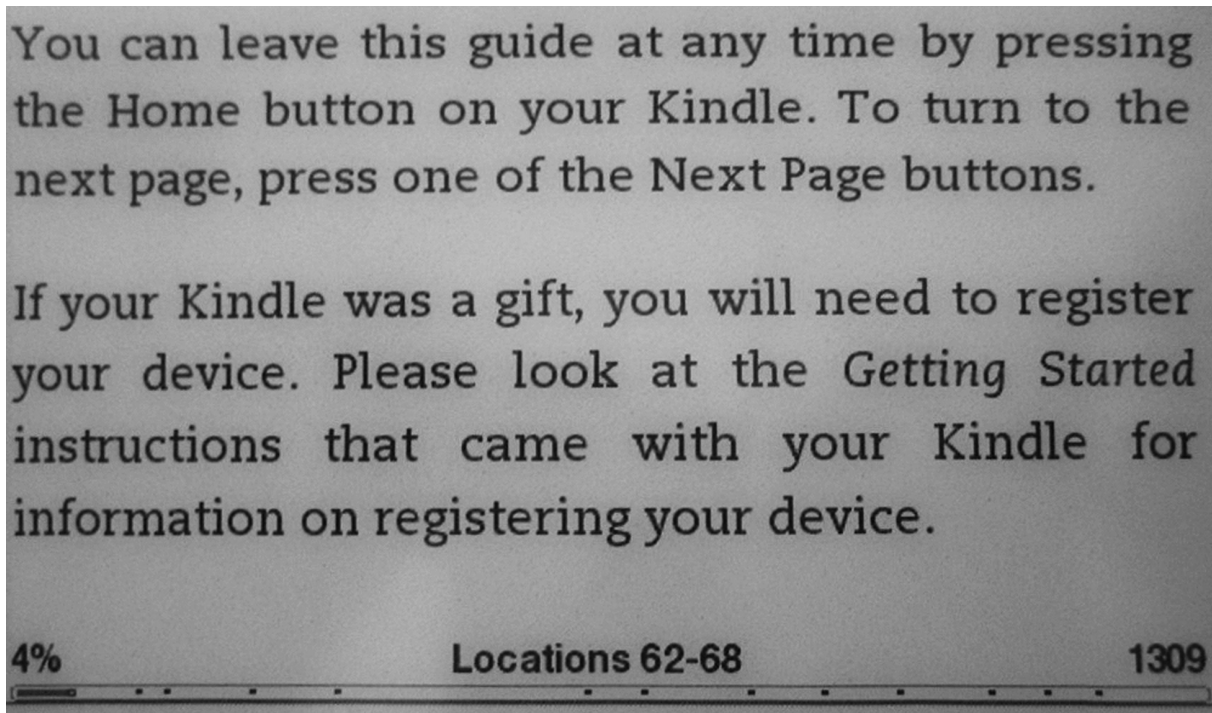 You can leave this guide at any time by pressing
the Home button on your Kindle. To turn to the
next page, press one of the Next Page buttons.
If your Kindle was a gift, you will need to register
your device. Please look at the Getting Started
instructions that came with your Kindle for
information on registering your device.
4% Locations 62-68 1309